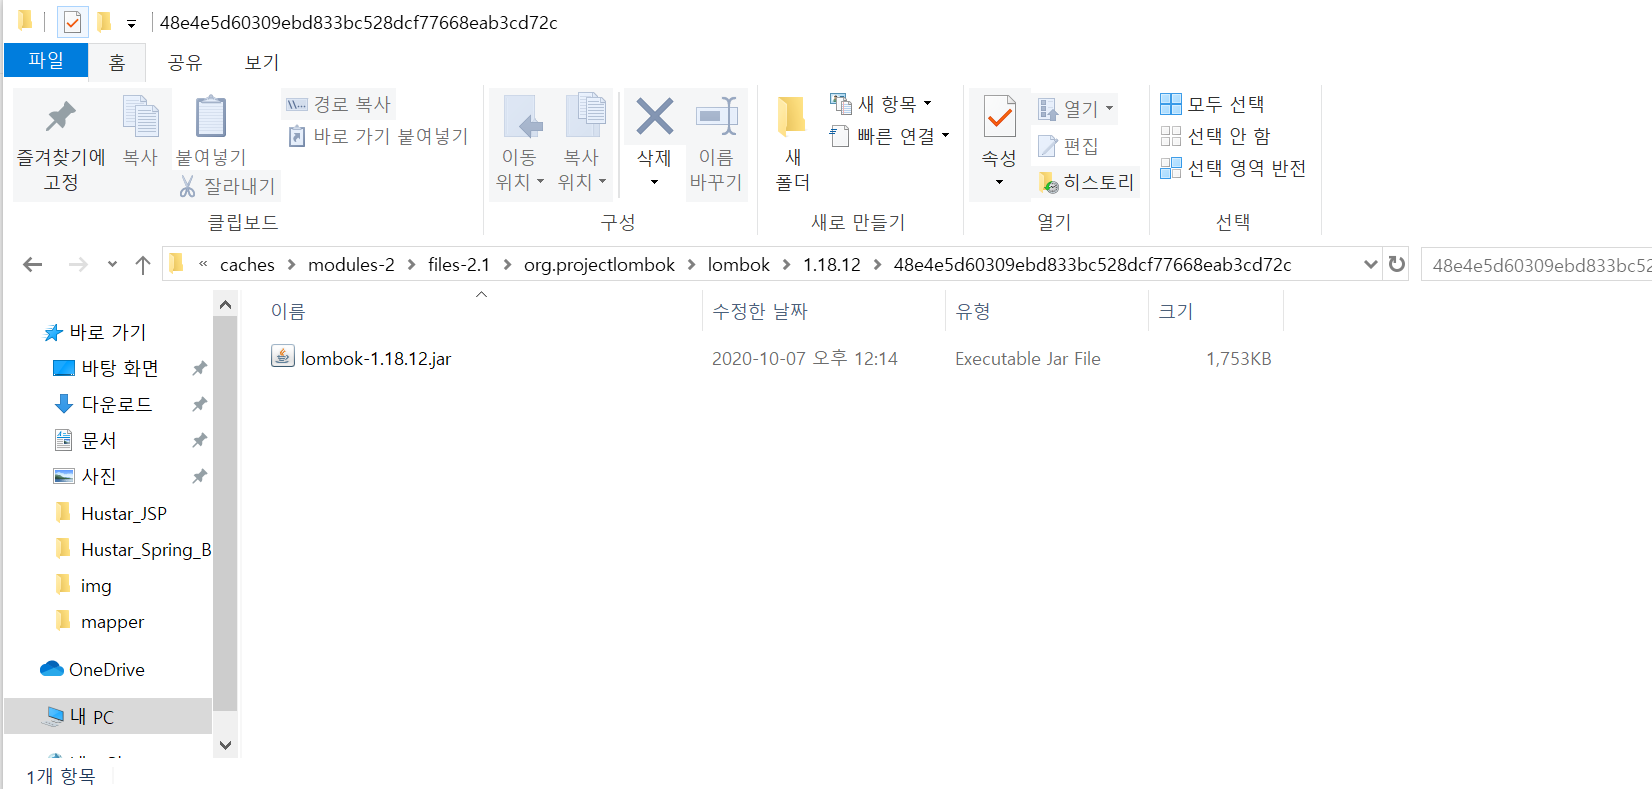 48e4e5d60309ebd833bc528dcf77668eab3cd72c
파일 홈 공유 보기
즐겨찾기에 고정
복사
붙여넣기
잘라내기
경로 복사
바로 가기 붙여넣기
클립보드
이동 위치
복사 위치
삭제
이름 바꾸기
구성
새 폴더
새 항목
빠른 연결
새로 만들기
속성
열기
편집
히스토리
열기
모두 선택
선택 안 함
선택 영역 반전
선택
« caches > modules-2 > files-2.1 > org.projectlombok > lombok > 1.18.12 > 48e4e5d60309ebd833bc528dcf77668eab3cd72c
48e4e5d60309ebd833bc52
바로 가기
바탕 화면
다운로드
문서
사진
Hustar_JSP
Hustar_Spring_B
img
mapper
OneDrive
내 PC
이름 수정한 날짜 유형 크기
lombok-1.18.12.jar 2020-10-07 오후 12:14 Executable Jar File 1,753KB
1개 항목